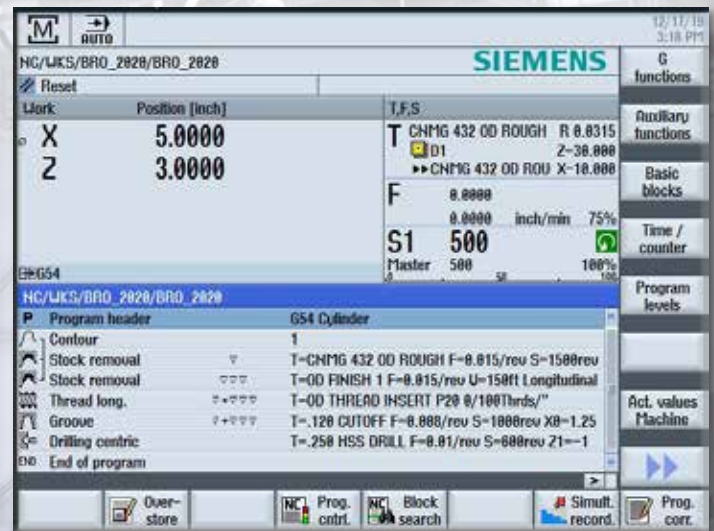 M AUTO
12/17/19
3:18 PM
NC/WKS/BRO_2020/BRO_2020
SIEMENS
G functions
Reset
Work Position [inch]
T,F,S
Auxiliary functions
X 5.0000
T CNMG 432 OD ROUGH R 0.0315
D1 Z-30.000
▸▸CNMG 432 OD ROU X-10.000
Z 3.0000
Basic blocks
F 0.0000
0.0000 inch/min 75%
Time / counter
S1 500
Master 500 100%
0 50 100
G54
Program levels
NC/WKS/BRO_2020/BRO_2020
P Program header G54 Cylinder
Contour 1
Stock removal ▽ T=CNMG 432 OD ROUGH F=0.015/rev S=1500rev
Stock removal ▽▽▽ T=OD FINISH 1 F=0.015/rev U=150ft Longitudinal
Thread long. ▽+▽▽▽ T=OD THREAD INSERT P20 0/100Thrds/"
Act. values Machine
Groove ▽+▽▽▽ T=.120 CUTOFF F=0.008/rev S=1000rev X0=1.25
Drilling centric T=.250 HSS DRILL F=0.01/rev S=600rev Z1=-1
END End of program
Over-store
NC Prog. cntrl.
NC Block search
Simult. record.
Prog. corr.